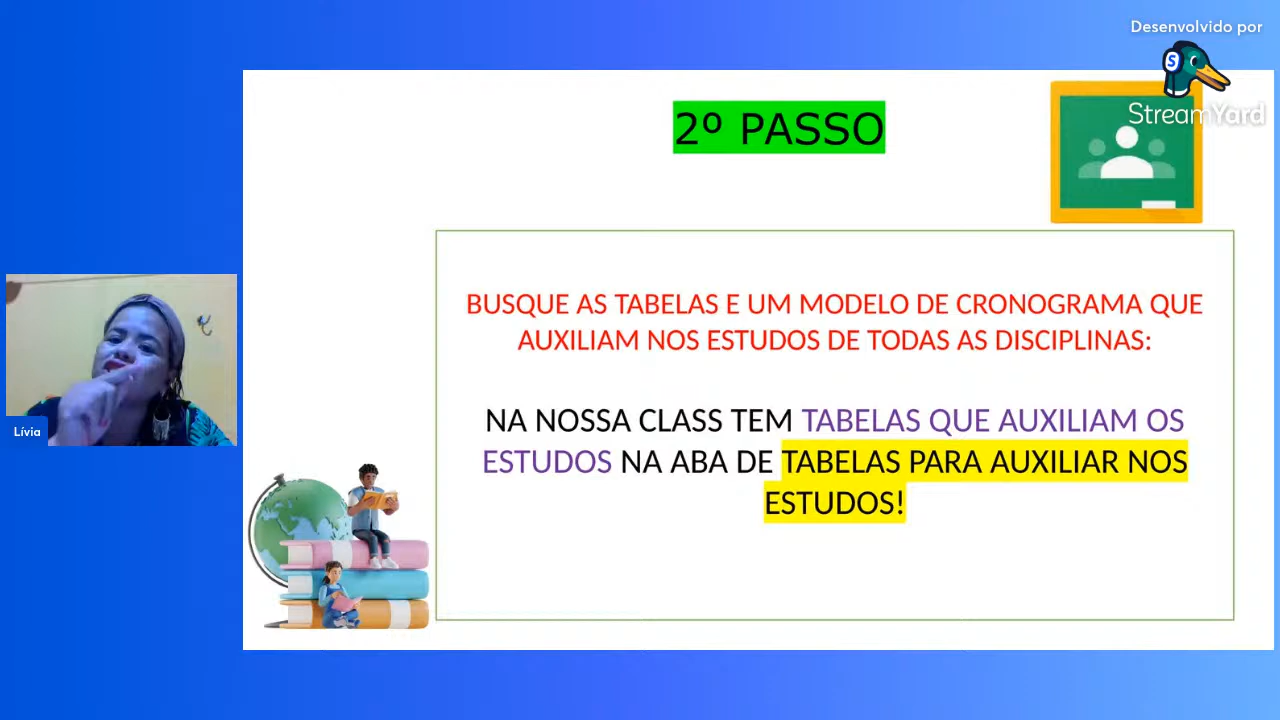 Desenvolvido por
StreamYard
2º PASSO
BUSQUE AS TABELAS E UM MODELO DE CRONOGRAMA QUE
AUXILIAM NOS ESTUDOS DE TODAS AS DISCIPLINAS:
NA NOSSA CLASS TEM TABELAS QUE AUXILIAM OS
ESTUDOS NA ABA DE TABELAS PARA AUXILIAR NOS
ESTUDOS!
Lívia